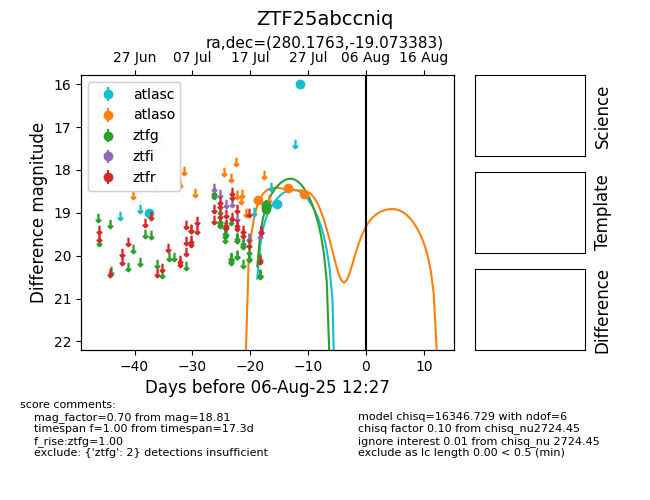 ZTF25abccniq
ra,dec=(280.1763,-19.073383)
27 Jun 07 Jul 17 Jul 27 Jul 06 Aug 16 Aug
16
17
18
19
20
21
22
Difference magnitude
atlasc
atlaso
ztfg
ztfi
ztfr
−40 −30 −20 −10 0 10
Days before 06-Aug-25 12:27
Science
Template
Difference
score comments:
mag_factor=0.70 from mag=18.81
timespan f=1.00 from timespan=17.3d
f_rise:ztfg=1.00
exclude: {'ztfg': 2} detections insufficient
model chisq=16346.729 with ndof=6
chisq factor 0.10 from chisq_nu2724.45
ignore interest 0.01 from chisq_nu 2724.45
exclude as lc length 0.00 < 0.5 (min)